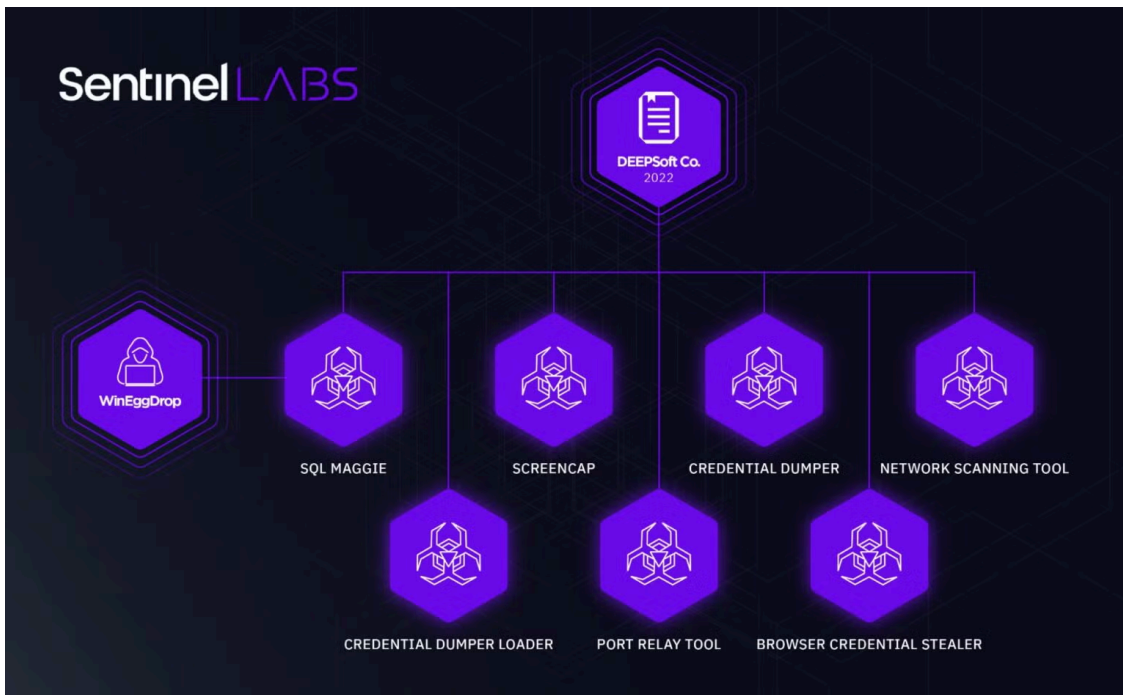 SentinelLABS
DEEPSoft Co.
2022
WinEggDrop
SQL MAGGIE
SCREENCAP
CREDENTIAL DUMPER
NETWORK SCANNING TOOL
CREDENTIAL DUMPER LOADER
PORT RELAY TOOL
BROWSER CREDENTIAL STEALER